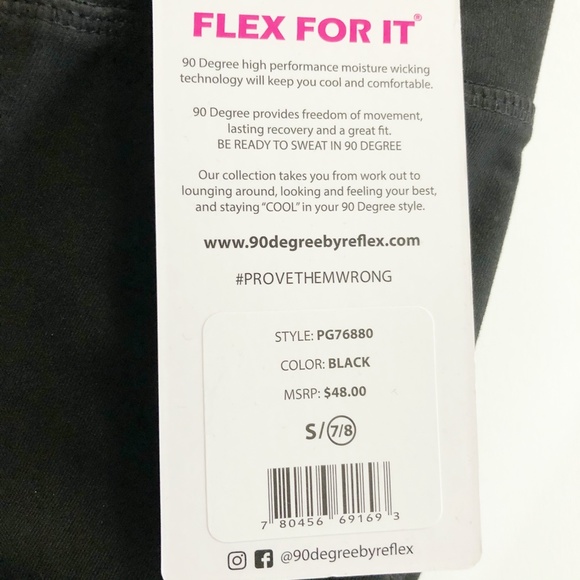 FLEX FOR IT®
90 Degree high performance moisture wicking
technology will keep you cool and comfortable.
90 Degree provides freedom of movement,
lasting recovery and a great fit.
BE READY TO SWEAT IN 90 DEGREE
Our collection takes you from work out to
lounging around, looking and feeling your best,
and staying “COOL” in your 90 Degree style.
www.90degreebyreflex.com
#PROVETHEMWRONG
STYLE: PG76880
COLOR: BLACK
MSRP: $48.00
S/7/8
7 80456 69169 3
@90degreebyreflex